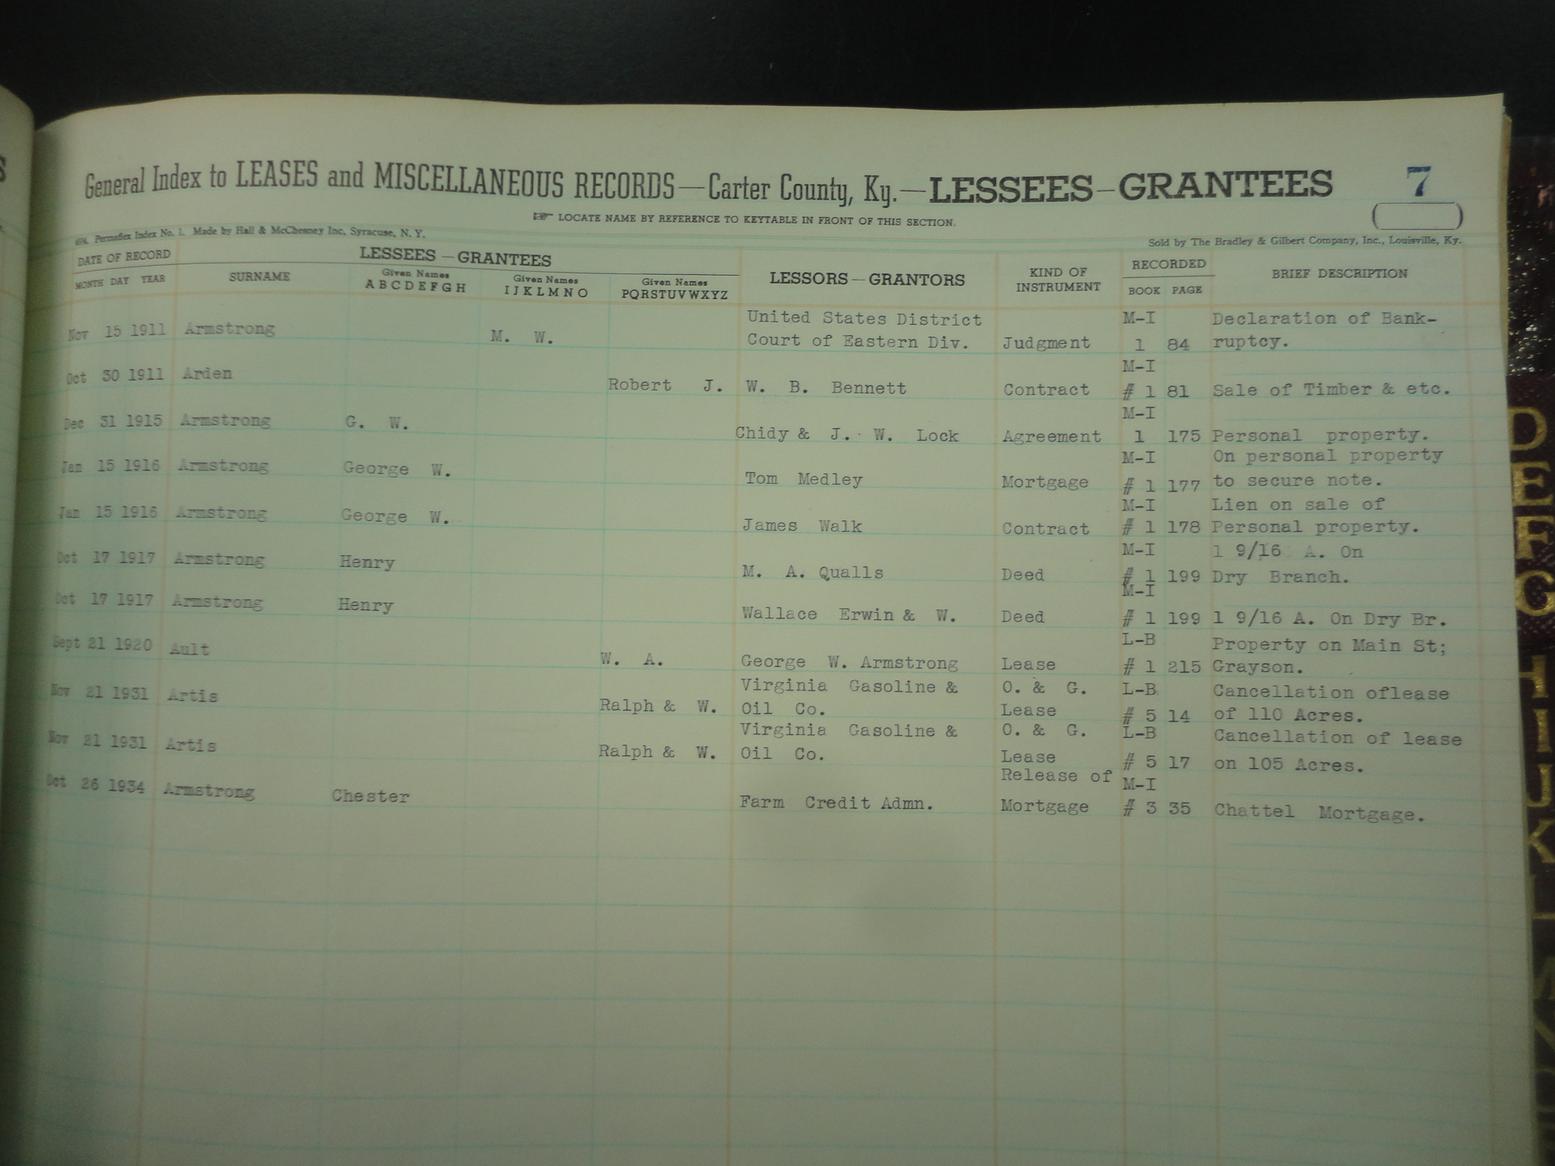 General Index to LEASES and MISCELLANEOUS RECORDS—Carter County, Ky.—LESSEES—GRANTEES 7
☞ LOCATE NAME BY REFERENCE TO KEYTABLE IN FRONT OF THIS SECTION.
Permaflex Index No. 1. Made by Hall & McChesney Inc, Syracuse, N. Y. Sold by The Bradley & Gilbert Company, Inc., Louisville, Ky.
DATE OF RECORD LESSEES—GRANTEES LESSORS—GRANTORS KIND OF INSTRUMENT RECORDED BRIEF DESCRIPTION
MONTH DAY YEAR SURNAME Given Names ABCDEFGH Given Names IJKLMNO Given Names PQRSTUVWXYZ BOOK PAGE
United States District M-I Declaration of Bank-
Nov 15 1911 Armstrong M. W. Court of Eastern Div. Judgment 1 84 ruptcy.
M-I
Oct 30 1911 Arden Robert J. W. B. Bennett Contract # 1 81 Sale of Timber & etc.
M-I
Dec 31 1915 Armstrong G. W. Chidy & J. W. Lock Agreement 1 175 Personal property.
M-I On personal property
Jan 15 1916 Armstrong George W. Tom Medley Mortgage # 1 177 to secure note.
M-I Lien on sale of
Jan 15 1916 Armstrong George W. James Walk Contract # 1 178 Personal property.
M-I 1 9/16 A. On
Oct 17 1917 Armstrong Henry M. A. Qualls Deed # 1 199 Dry Branch.
M-I
Oct 17 1917 Armstrong Henry Wallace Erwin & W. Deed # 1 199 1 9/16 A. On Dry Br.
L-B Property on Main St;
Sept 21 1920 Ault W. A. George W. Armstrong Lease # 1 215 Grayson.
Virginia Gasoline & O. & G. L-B Cancellation oflease
Nov 21 1931 Artis Ralph & W. Oil Co. Lease # 5 14 of 110 Acres.
Virginia Gasoline & O. & G. L-B Cancellation of lease
Nov 21 1931 Artis Ralph & W. Oil Co. Lease # 5 17 on 105 Acres.
Release of M-I
Oct 26 1934 Armstrong Chester Farm Credit Admn. Mortgage # 3 35 Chattel Mortgage.
D
E
F
G
H
I
J
K
L
M